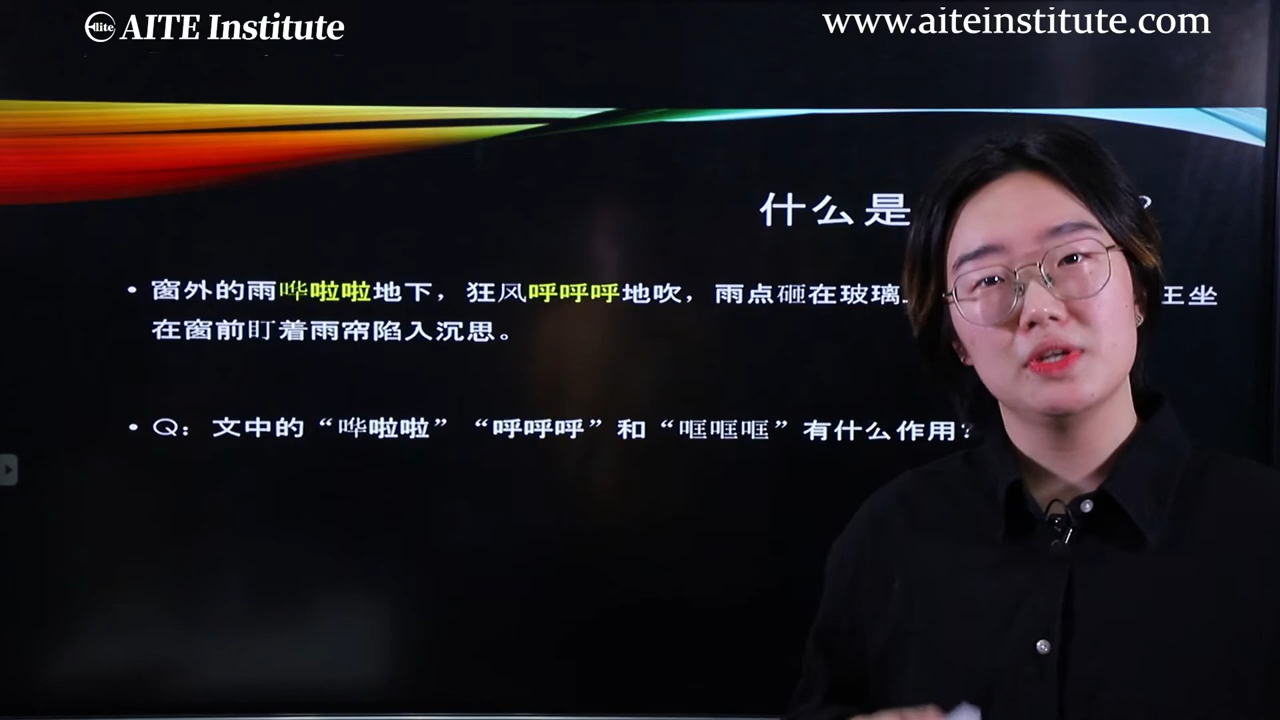 Elite AITE Institute
www.aiteinstitute.com
什么是
窗外的雨哗啦啦地下，狂风呼呼呼地吹，雨点砸在玻璃 王坐
在窗前盯着雨帘陷入沉思。
Q：文中的“哗啦啦”“呼呼呼”和“哐哐哐”有什么作用？